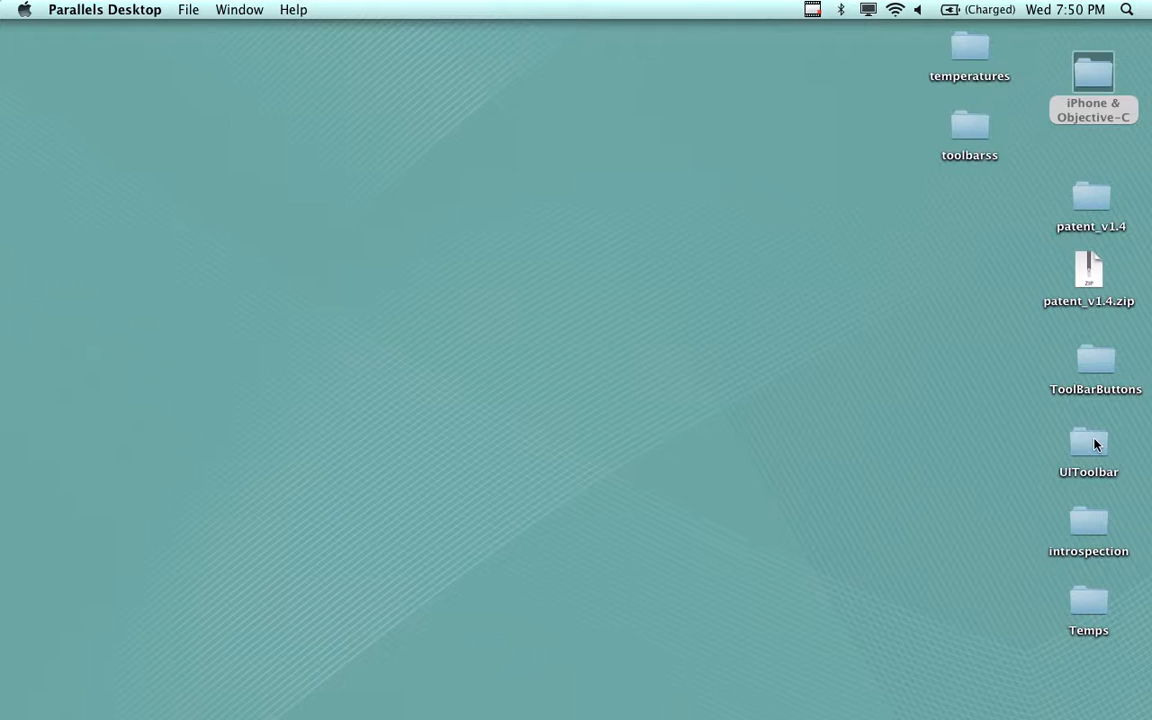 Parallels Desktop File Window Help (Charged) Wed 7:50 PM
temperatures
iPhone &
Objective-C
toolbarss
patent_v1.4
ZIP
patent_v1.4.zip
ToolBarButtons
UIToolbar
introspection
Temps